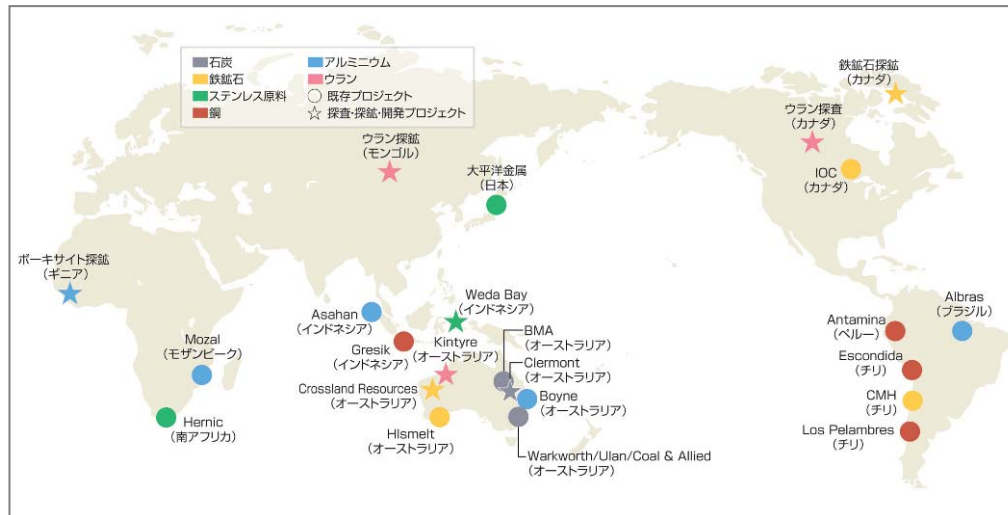 石炭
鉄鉱石
ステンレス原料
銅
アルミニウム
ウラン
既存プロジェクト
探査・探鉱・開発プロジェクト
鉄鉱石探鉱
(カナダ)
ウラン探査
(カナダ)
IOC
(カナダ)
ウラン探鉱
(モンゴル)
大平洋金属
(日本)
ボーキサイト探鉱
(ギニア)
Mozal
(モザンビーク)
Hernic
(南アフリカ)
Asahan
(インドネシア)
Gresik
(インドネシア)
Weda Bay
(インドネシア)
Kintyre
(オーストラリア)
BMA
(オーストラリア)
Clermont
(オーストラリア)
Crossland Resources
(オーストラリア)
Boyne
(オーストラリア)
HIsmelt
(オーストラリア)
Warkworth/Ulan/Coal & Allied
(オーストラリア)
Albras
(ブラジル)
Antamina
(ペルー)
Escondida
(チリ)
CMH
(チリ)
Los Pelambres
(チリ)